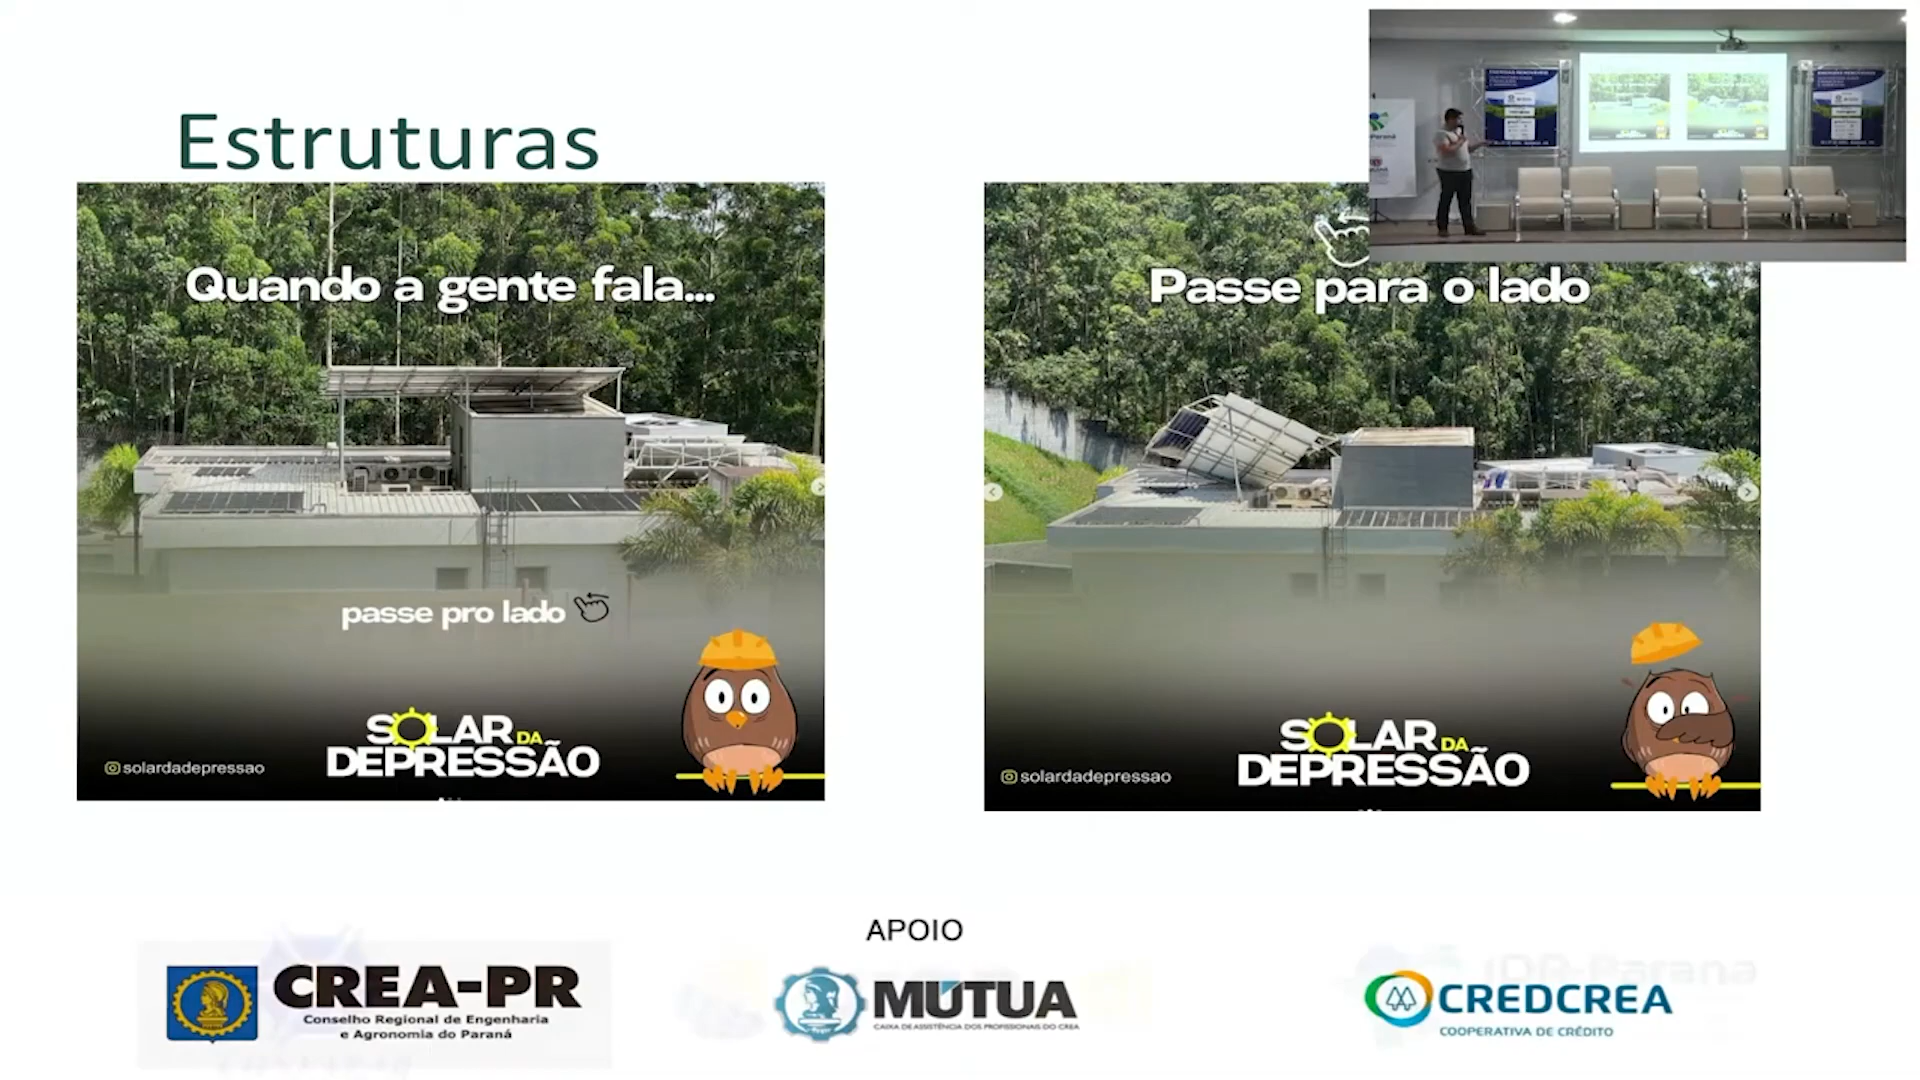 Estruturas
Quando a gente fala...
passe pro lado
SOLAR DA
DEPRESSÃO
solardadepressao
Passe para o lado
SOLAR DA
DEPRESSÃO
solardadepressao
APOIO
CREA-PR
Conselho Regional de Engenharia
e Agronomia do Paraná
MUTUA
CAIXA DE ASSISTÊNCIA DOS PROFISSIONAIS DO CREA
CREDCREA
COOPERATIVA DE CRÉDITO
IDR-Paraná